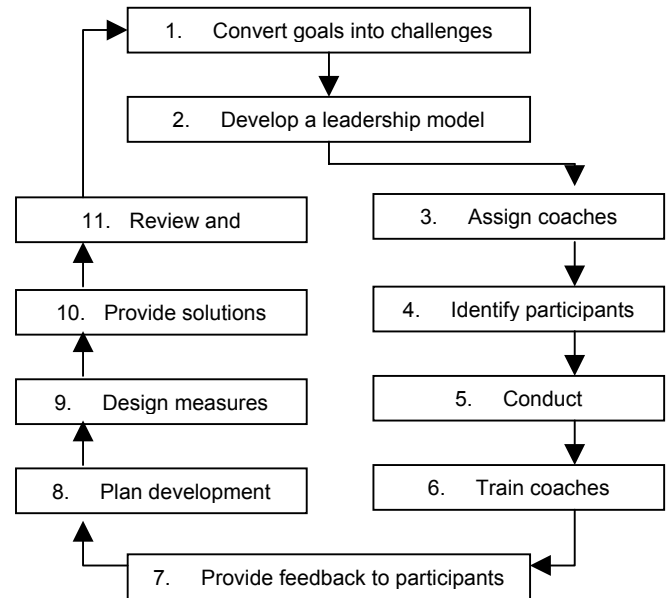 1. Convert goals into challenges
2. Develop a leadership model
3. Assign coaches
4. Identify participants
5. Conduct
6. Train coaches
7. Provide feedback to participants
8. Plan development
9. Design measures
10. Provide solutions
11. Review and